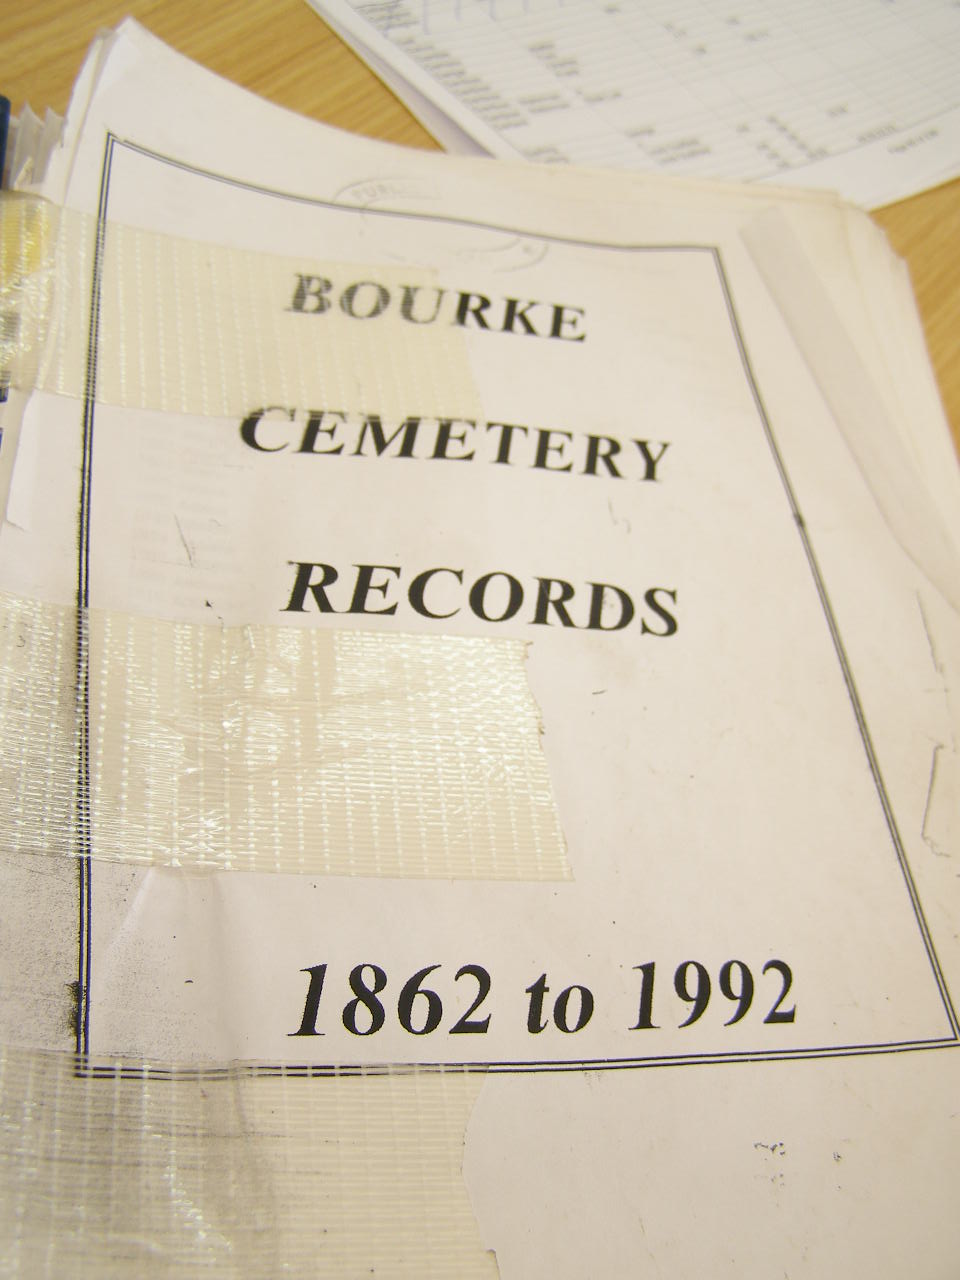 BOURKE
CEMETERY
RECORDS
1862 to 1992